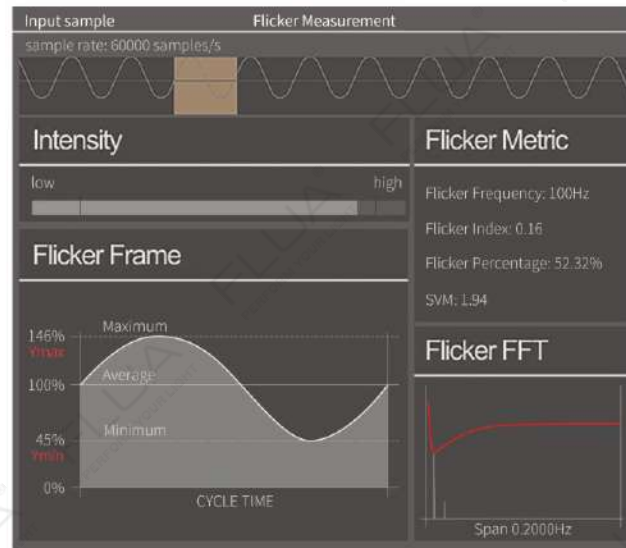 Input sample
Flicker Measurement
sample rate: 60000 samples/s
Intensity
low
high
Flicker Metric
Flicker Frequency: 100Hz
Flicker Index: 0.16
Flicker Percentage: 52.32%
SVM: 1.94
Flicker Frame
146%
Ymax
Maximum
100%
Average
45%
Ymin
Minimum
0%
CYCLE TIME
Flicker FFT
Span 0.2000Hz
FLUA
FLUA